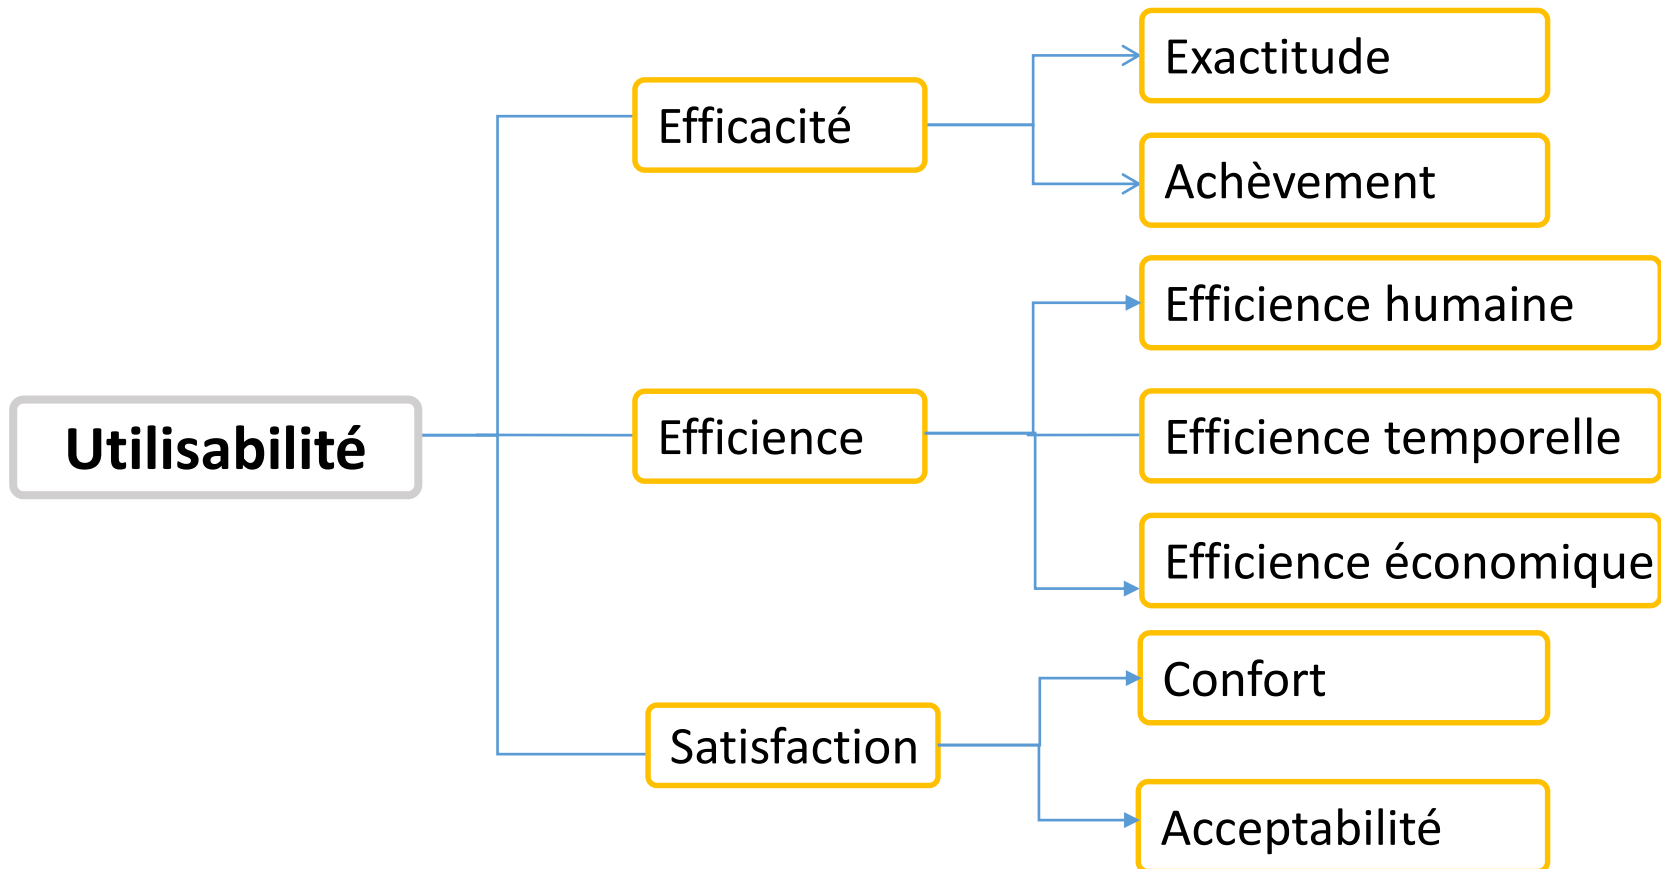 Utilisabilité
Efficacité
Exactitude
Achèvement
Efficience
Efficience humaine
Efficience temporelle
Efficience économique
Satisfaction
Confort
Acceptabilité